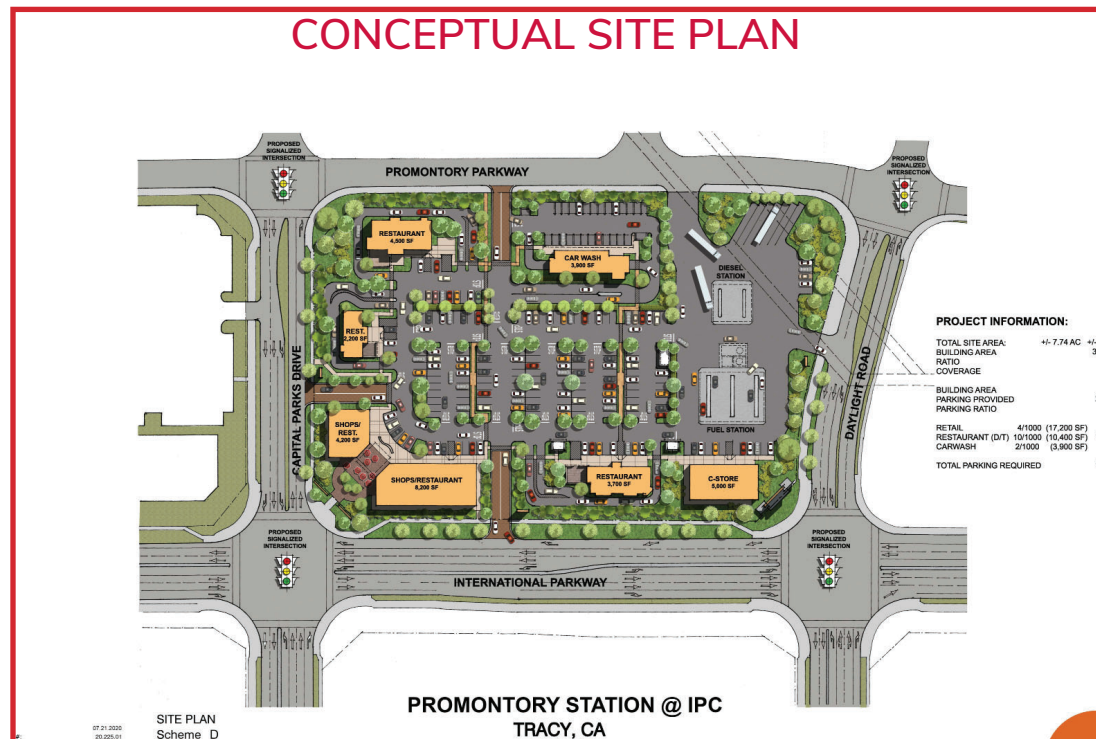 CONCEPTUAL SITE PLAN
PROPOSED
SIGNALIZED
INTERSECTION
PROMONTORY PARKWAY
PROPOSED
SIGNALIZED
INTERSECTION
RESTAURANT
4,500 SF
CAR WASH
3,900 SF
DIESEL
STATION
REST.
2,200 SF
CAPITAL PARKS DRIVE
DAYLIGHT ROAD
SHOPS/
REST.
4,200 SF
SHOPS/RESTAURANT
8,200 SF
RESTAURANT
3,700 SF
C-STORE
5,000 SF
FUEL STATION
PROPOSED
SIGNALIZED
INTERSECTION
PROPOSED
SIGNALIZED
INTERSECTION
INTERNATIONAL PARKWAY
PROJECT INFORMATION:
TOTAL SITE AREA: +/- 7.74 AC +/-
BUILDING AREA 3
RATIO
COVERAGE
BUILDING AREA
PARKING PROVIDED
PARKING RATIO
RETAIL 4/1000 (17,200 SF)
RESTAURANT (D/T) 10/1000 (10,400 SF)
CARWASH 2/1000 (3,900 SF)
TOTAL PARKING REQUIRED
PROMONTORY STATION @ IPC
TRACY, CA
07.21.2020
20.225.01
SITE PLAN
Scheme D